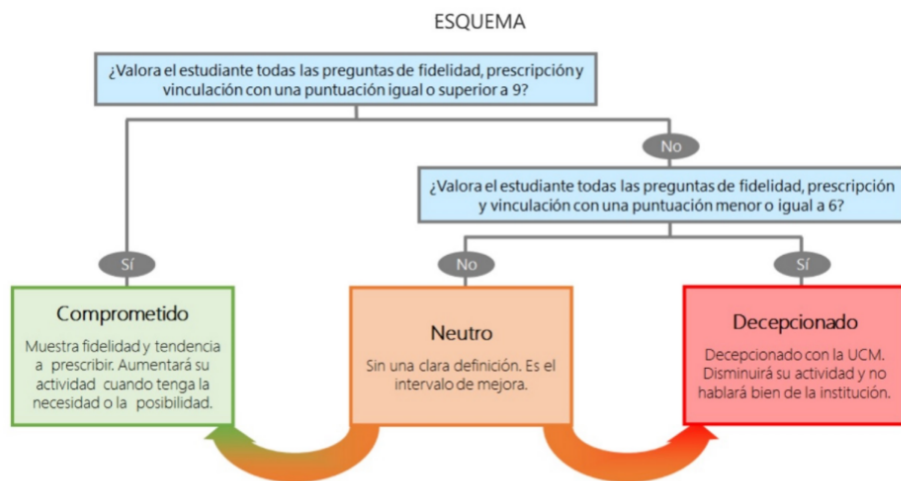 ESQUEMA
¿Valora el estudiante todas las preguntas de fidelidad, prescripción y
vinculación con una puntuación igual o superior a 9?
No
¿Valora el estudiante todas las preguntas de fidelidad, prescripción
y vinculación con una puntuación menor o igual a 6?
Sí
No
Sí
Comprometido
Muestra fidelidad y tendencia
a prescribir. Aumentará su
actividad cuando tenga la
necesidad o la posibilidad.
Neutro
Sin una clara definición. Es el
intervalo de mejora.
Decepcionado
Decepcionado con la UCM.
Disminuirá su actividad y no
hablará bien de la institución.